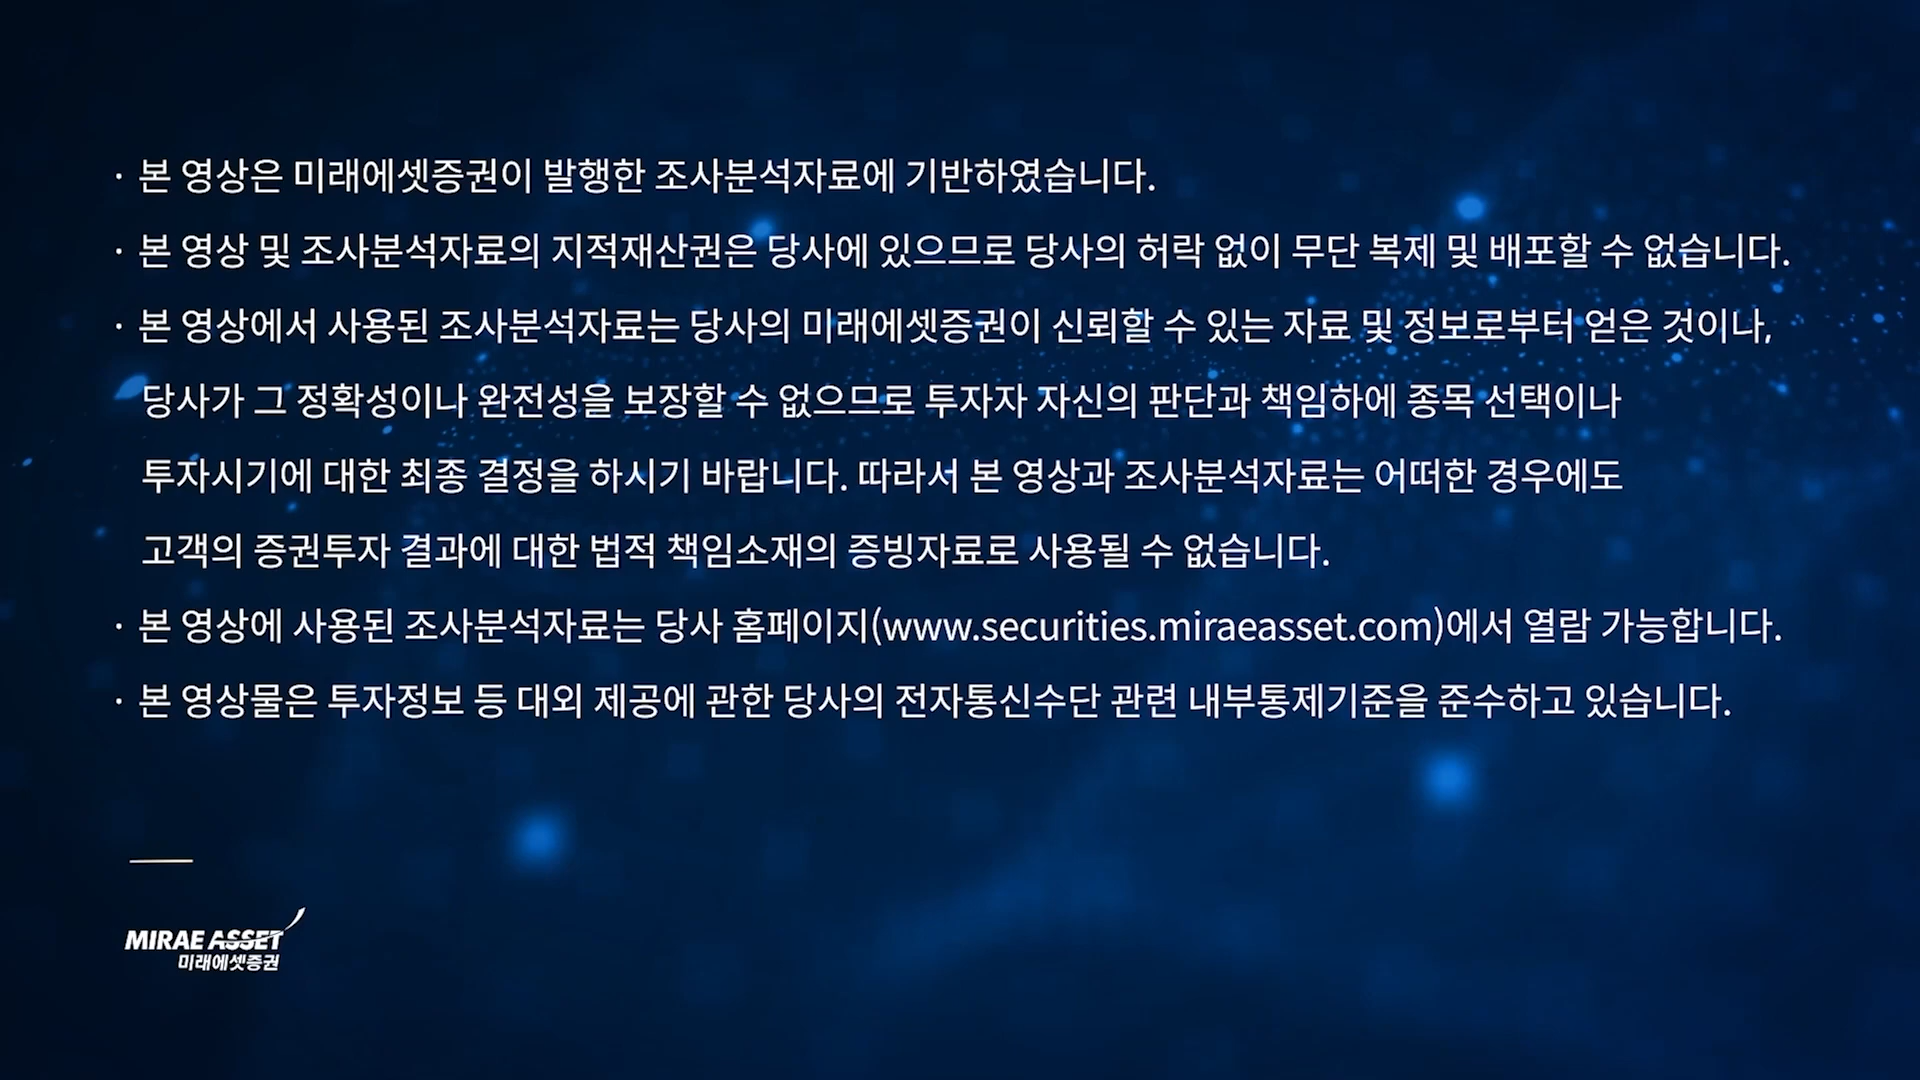 · 본 영상은 미래에셋증권이 발행한 조사분석자료에 기반하였습니다.
· 본 영상 및 조사분석자료의 지적재산권은 당사에 있으므로 당사의 허락 없이 무단 복제 및 배포할 수 없습니다.
· 본 영상에서 사용된 조사분석자료는 당사의 미래에셋증권이 신뢰할 수 있는 자료 및 정보로부터 얻은 것이나,
당사가 그 정확성이나 완전성을 보장할 수 없으므로 투자자 자신의 판단과 책임하에 종목 선택이나
투자시기에 대한 최종 결정을 하시기 바랍니다. 따라서 본 영상과 조사분석자료는 어떠한 경우에도
고객의 증권투자 결과에 대한 법적 책임소재의 증빙자료로 사용될 수 없습니다.
· 본 영상에 사용된 조사분석자료는 당사 홈페이지(www.securities.miraeasset.com)에서 열람 가능합니다.
· 본 영상물은 투자정보 등 대외 제공에 관한 당사의 전자통신수단 관련 내부통제기준을 준수하고 있습니다.
MIRAE ASSET
미래에셋증권